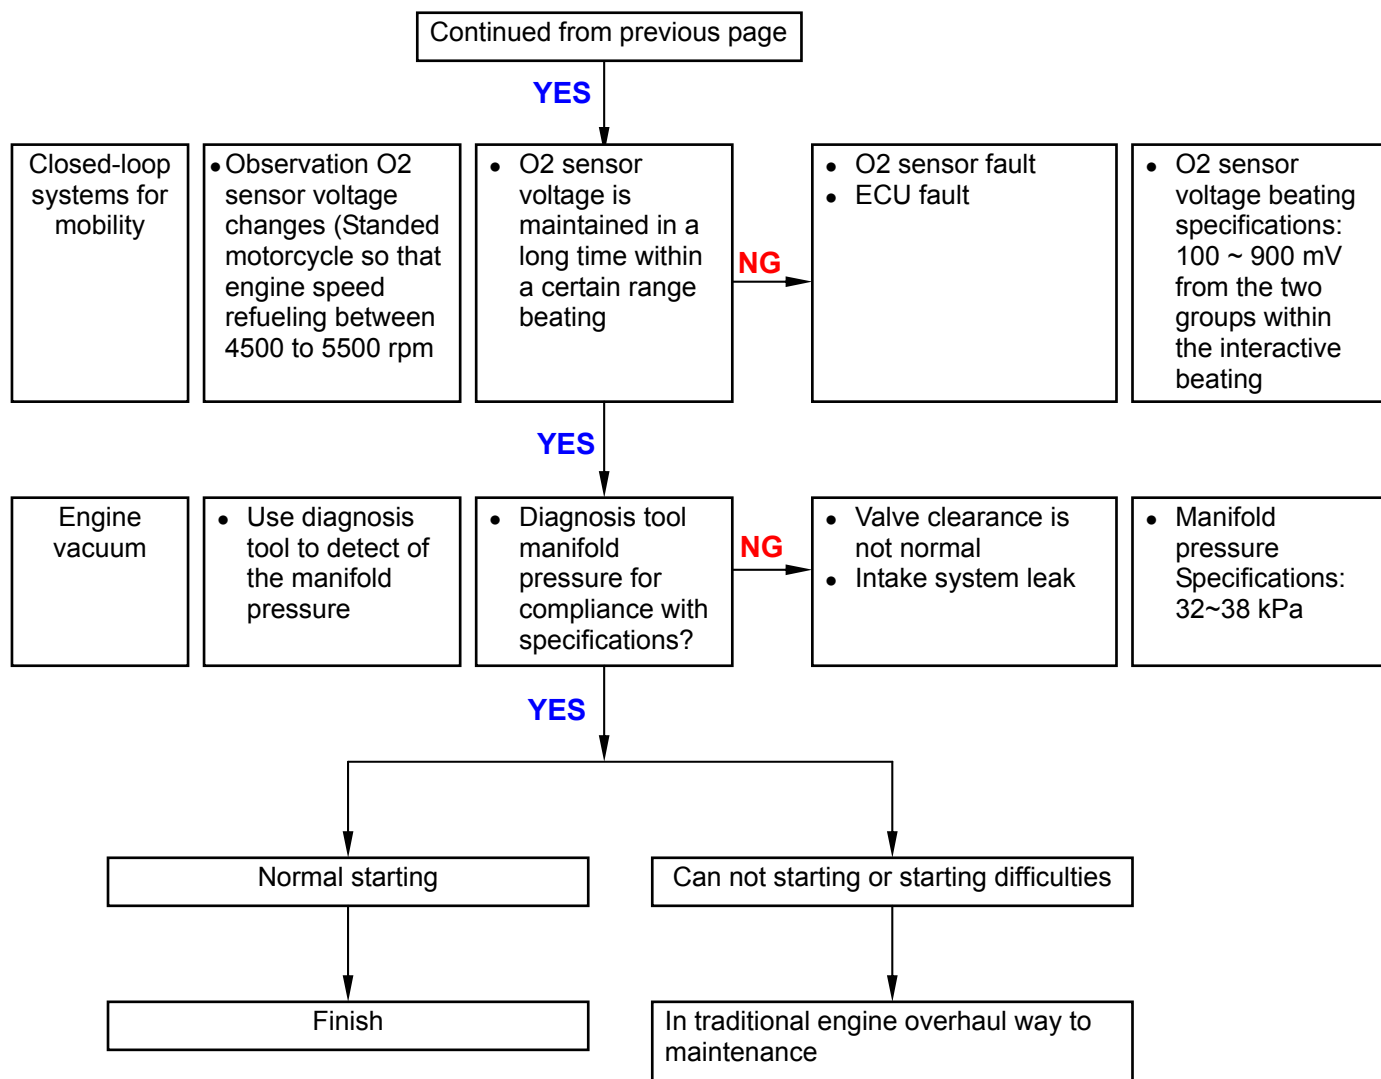 Continued from previous page
YES
Closed-loop
systems for
mobility
• Observation O2
sensor voltage
changes (Standed
motorcycle so that
engine speed
refueling between
4500 to 5500 rpm
• O2 sensor
voltage is
maintained in a
long time within
a certain range
beating
NG
• O2 sensor fault
• ECU fault
• O2 sensor
voltage beating
specifications:
100 ~ 900 mV
from the two
groups within
the interactive
beating
YES
Engine
vacuum
• Use diagnosis
tool to detect of
the manifold
pressure
• Diagnosis tool
manifold
pressure for
compliance with
specifications?
NG
• Valve clearance is
not normal
• Intake system leak
• Manifold
pressure
Specifications:
32~38 kPa
YES
Normal starting
Can not starting or starting difficulties
Finish
In traditional engine overhaul way to
maintenance